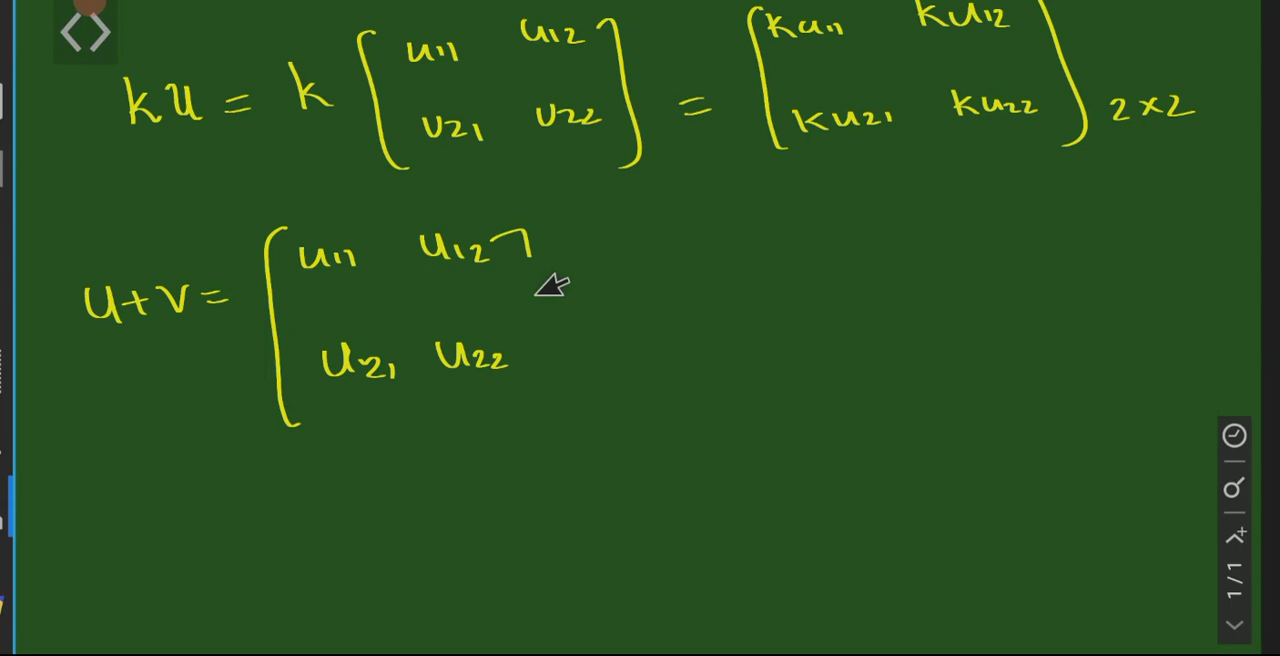 ku = k [ u11 u12 = [ ku11 ku12
u21 u22 ] ku21 ku22 ] 2×2
u+v = [ u11 u12
u21 u22
1 / 1